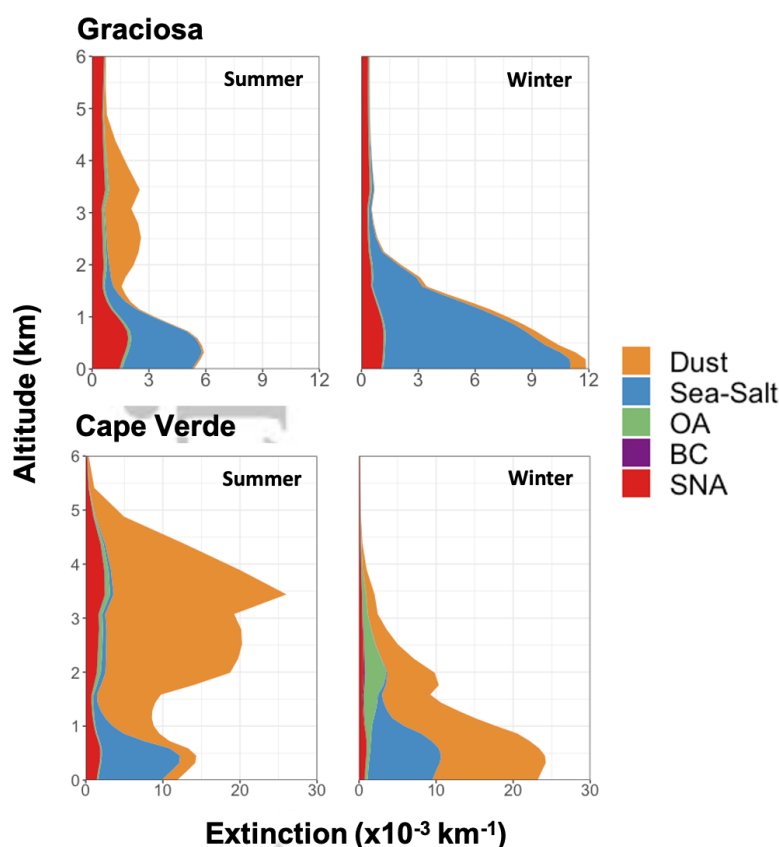 Graciosa
Summer
Winter
6
5
4
3
2
1
0
0 3 6 9 12
0 3 6 9 12
Altitude (km)
Dust
Sea-Salt
OA
BC
SNA
Cape Verde
Summer
Winter
6
5
4
3
2
1
0
0 10 20 30
0 10 20 30
Extinction (x10⁻³ km⁻¹)